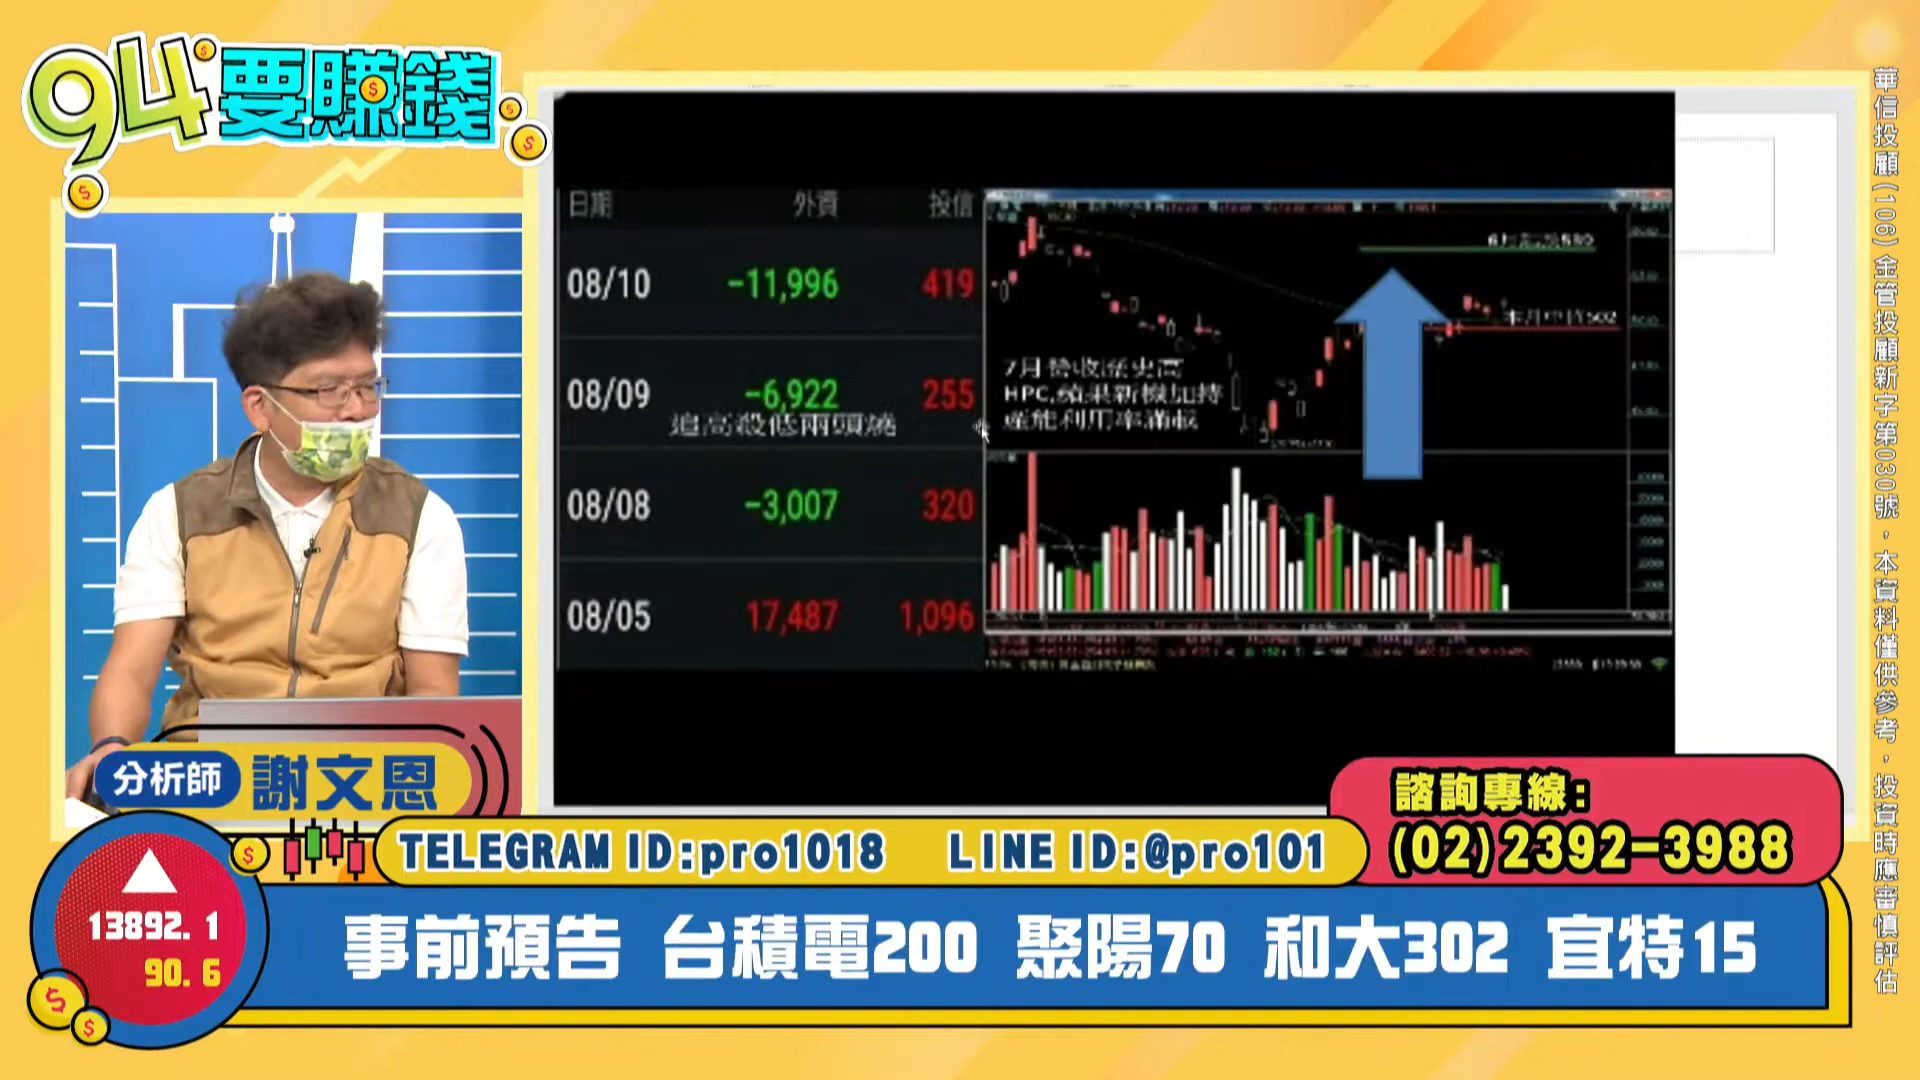 94要賺錢
日期 外資 投信
08/10 -11,996 419
08/09 -6,922 255
追高殺低兩頭燒
08/08 -3,007 320
08/05 17,487 1,096
7月營收歷史高
HPC,蘋果新機加持
產能利用率滿載
本月中信502
分析師 謝文恩
諮詢專線:
(02)2392-3988
TELEGRAM ID:pro1018 LINE ID:@pro101
13892.1
90.6
事前預告 台積電200 聚陽70 和大302 宜特15
華信投顧(106)金管投顧新字第030號，本資料僅供參考，投資時應審慎評估